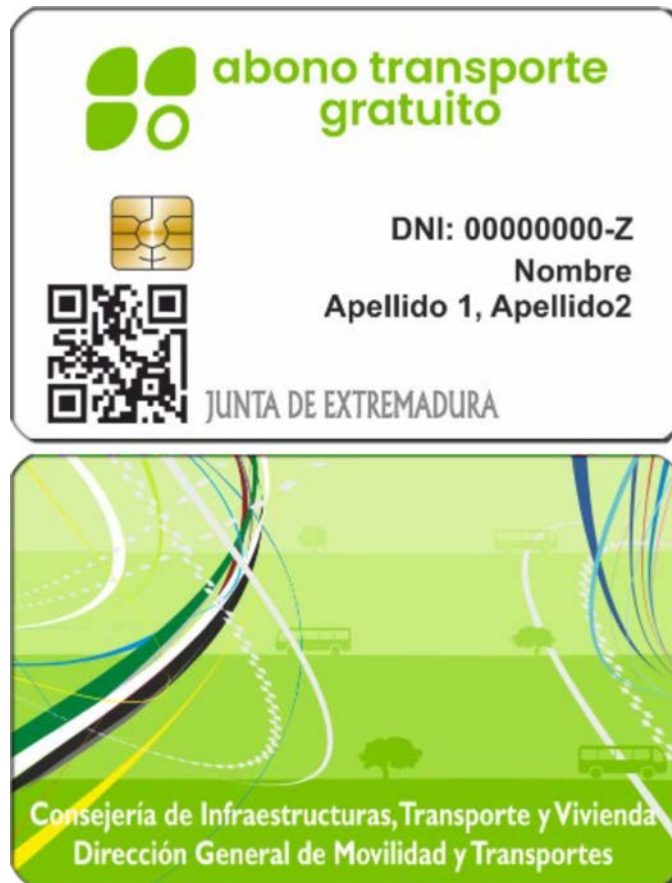 abono transporte
gratuito
DNI: 00000000-Z
Nombre
Apellido 1, Apellido2
JUNTA DE EXTREMADURA
Consejería de Infraestructuras, Transporte y Vivienda
Dirección General de Movilidad y Transportes